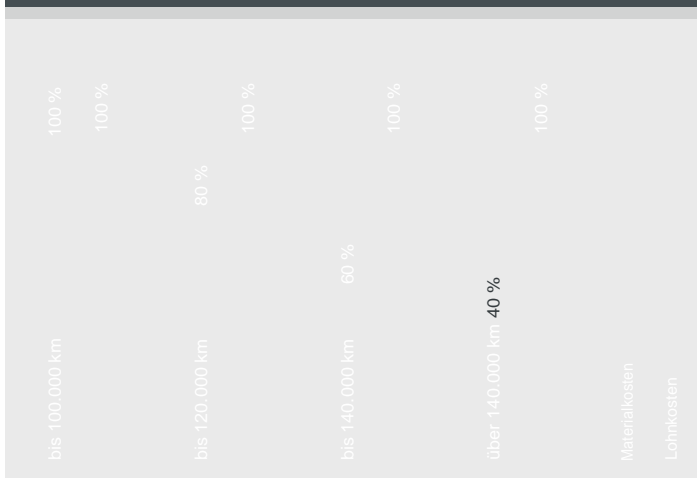 bis 100.000 km 100 %
100 %
bis 120.000 km 80 %
100 %
bis 140.000 km 60 %
100 %
über 140.000 km 40 %
100 %
Materialkosten
Lohnkosten